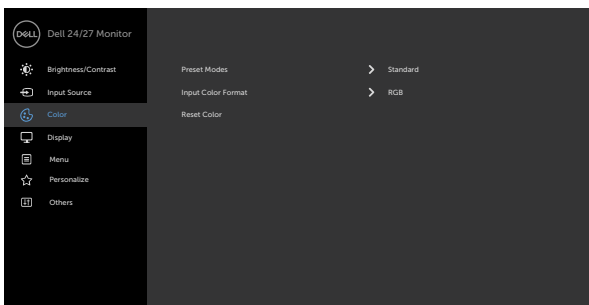 DELL Dell 24/27 Monitor
Brightness/Contrast Preset Modes Standard
Input Source Input Color Format RGB
Color Reset Color
Display
Menu
Personalize
Others